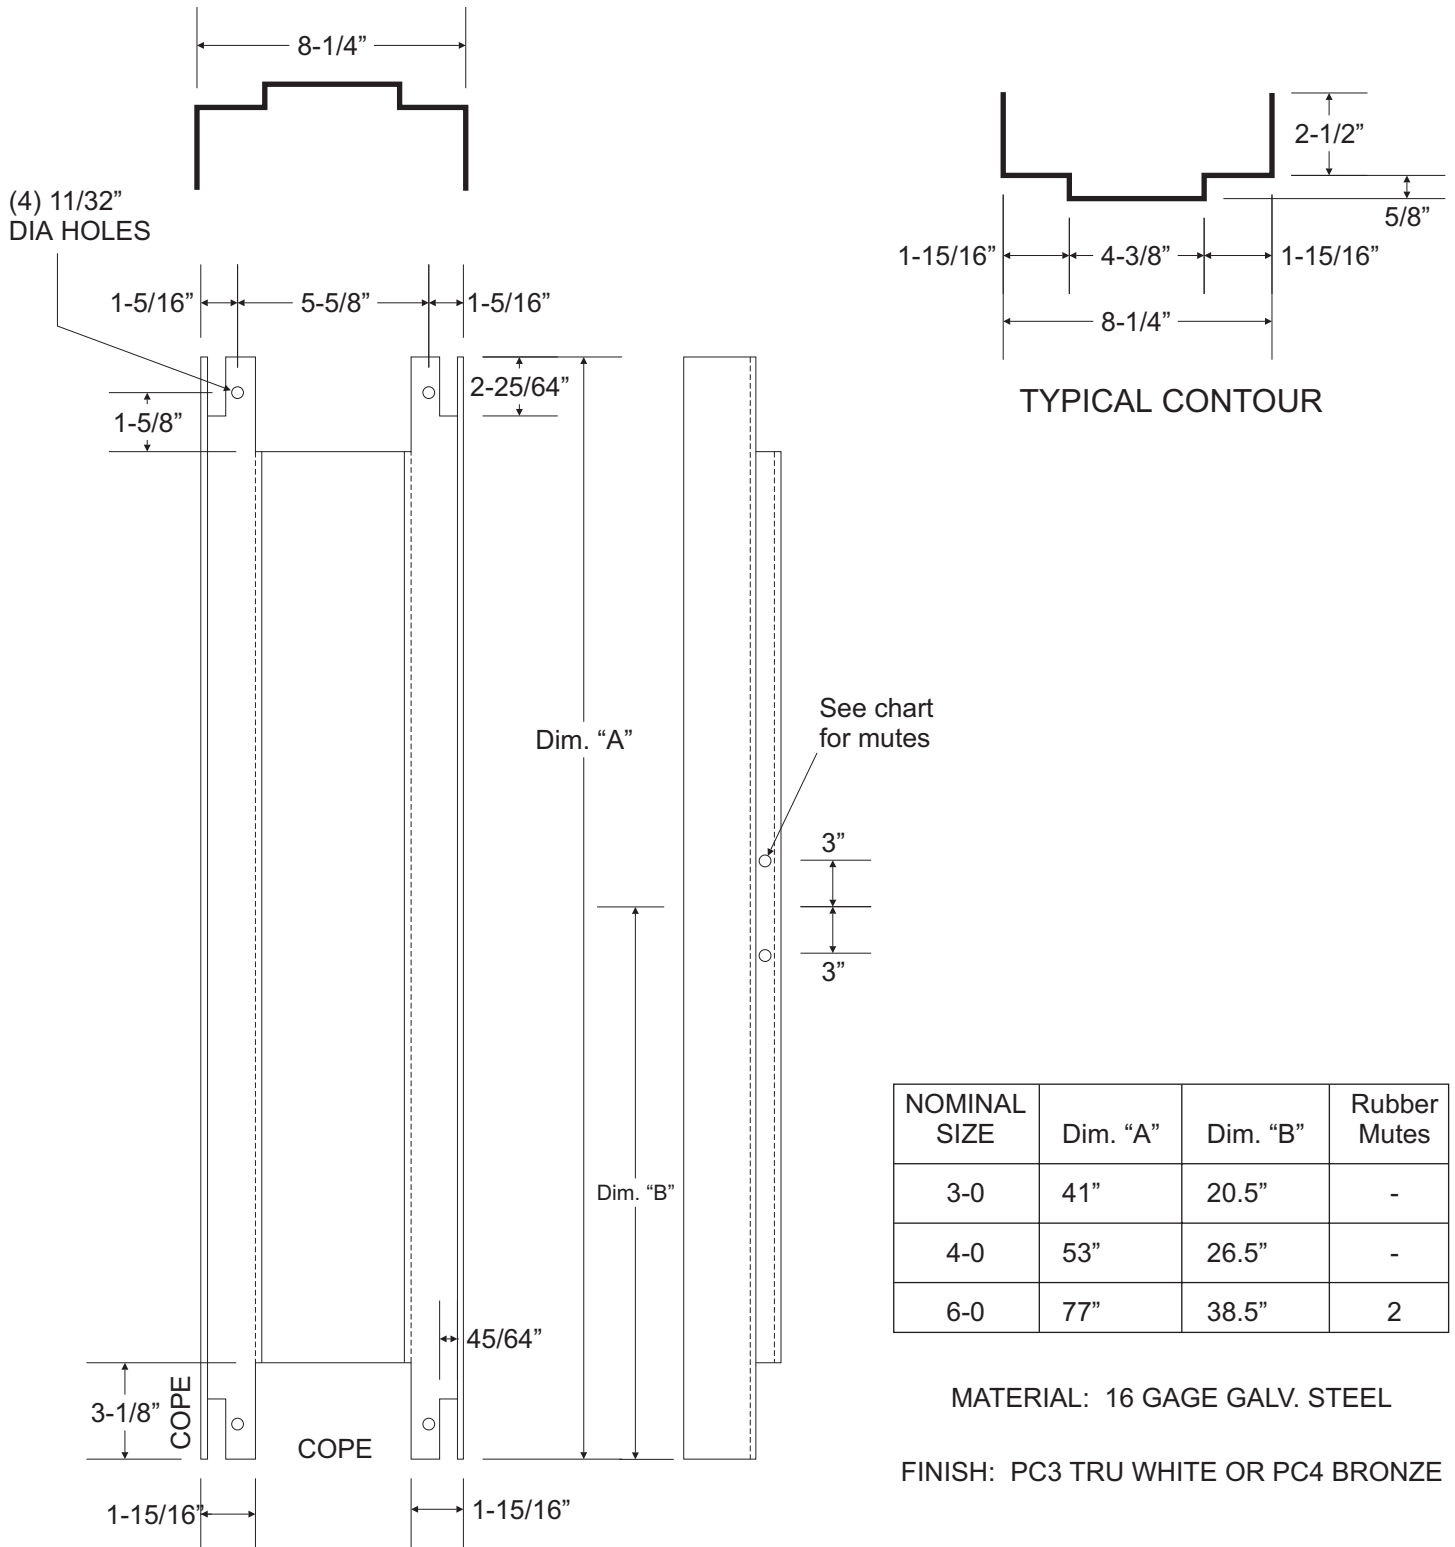 8-1/4”
(4) 11/32”
DIA HOLES
1-5/16”
5-5/8”
1-5/16”
2-25/64”
1-5/8”
2-1/2”
5/8”
1-15/16”
4-3/8”
1-15/16”
8-1/4”
TYPICAL CONTOUR
Dim. “A”
See chart
for mutes
3”
3”
Dim. “B”
45/64”
3-1/8”
COPE
COPE
1-15/16”
1-15/16”
NOMINAL SIZE Dim. “A” Dim. “B” Rubber Mutes
3-0 41” 20.5” -
4-0 53” 26.5” -
6-0 77” 38.5” 2
MATERIAL: 16 GAGE GALV. STEEL
FINISH: PC3 TRU WHITE OR PC4 BRONZE